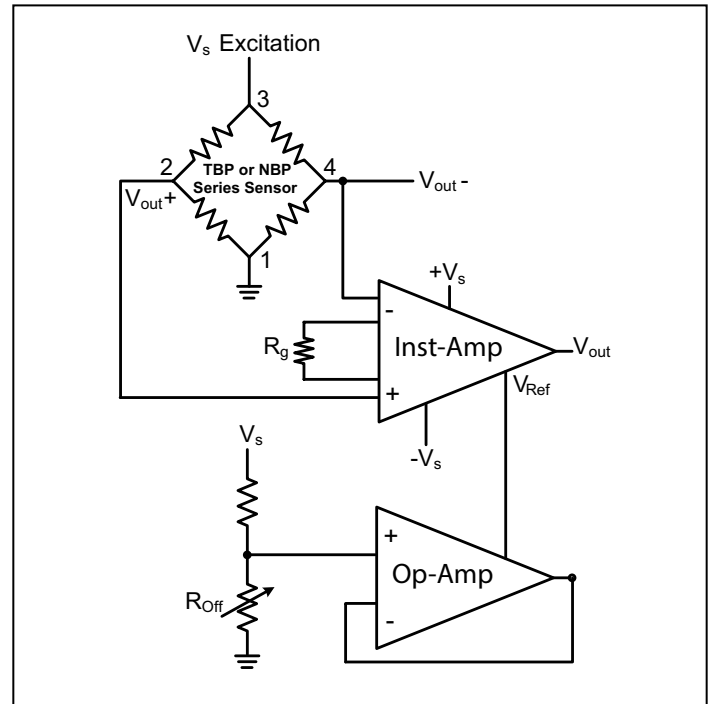 Vs Excitation
3
2
4
TBP or NBP
Series Sensor
Vout+
Vout -
1
+Vs
-
Rg
Inst-Amp
Vout
+
VRef
-Vs
Vs
+
Op-Amp
ROff
-